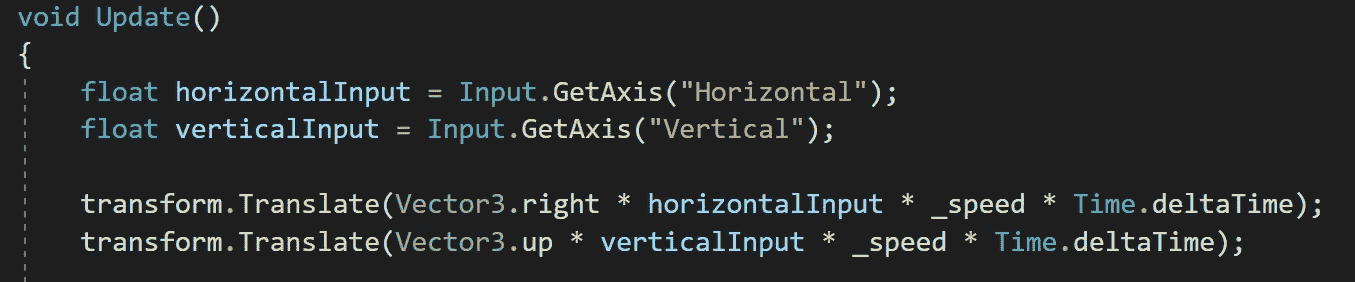 void Update()
{
float horizontalInput = Input.GetAxis("Horizontal");
float verticalInput = Input.GetAxis("Vertical");
transform.Translate(Vector3.right * horizontalInput * _speed * Time.deltaTime);
transform.Translate(Vector3.up * verticalInput * _speed * Time.deltaTime);